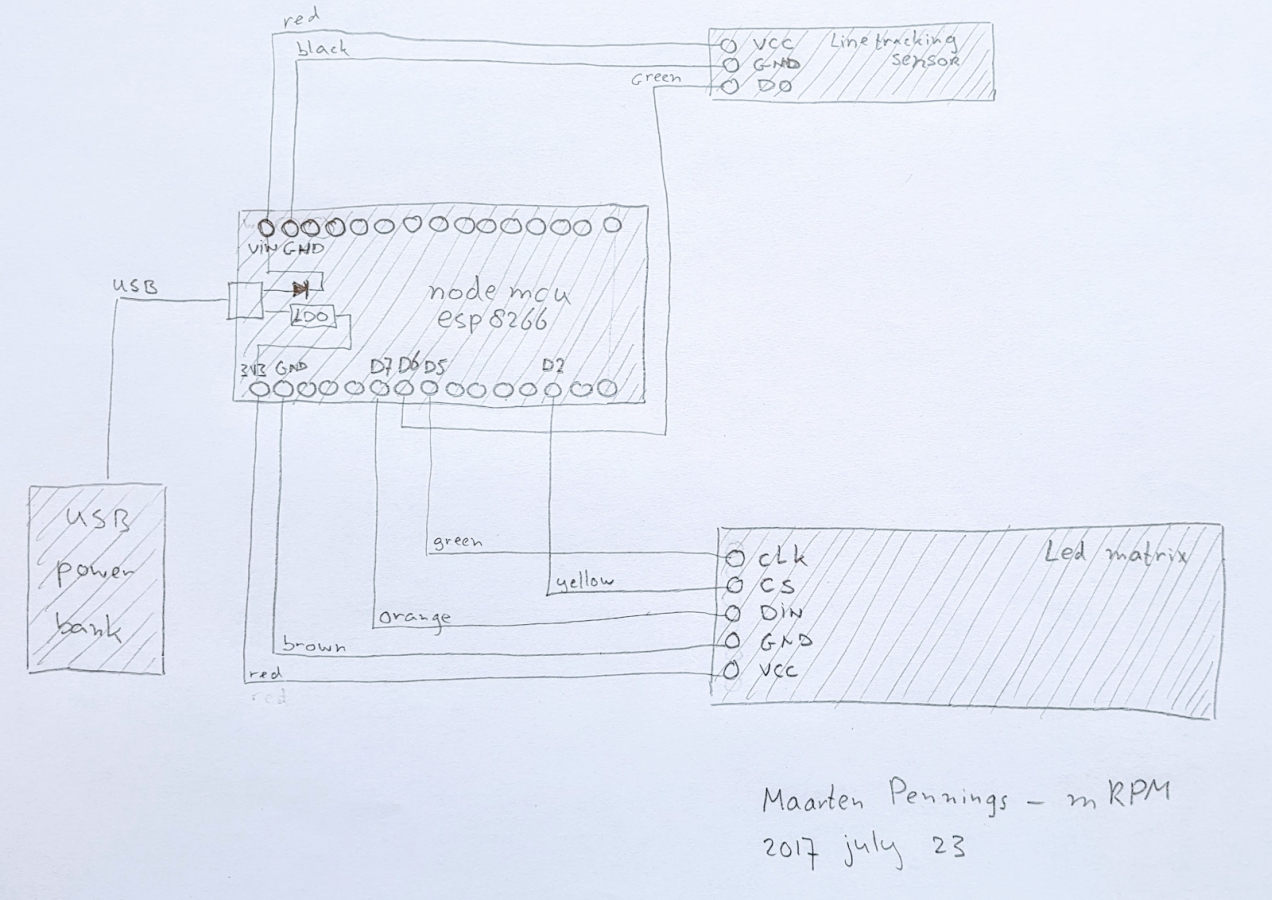 red
black
VCC
Line tracking
GND
sensor
Green
DO
VIN GND
USB
node mcu
esp 8266
LDO
3V3 GND
D7 D6 D5
D2
USB
power
bank
green
CLK
Led matrix
yellow
CS
orange
DIN
brown
GND
red
VCC
red
Maarten Pennings - mRPM
2017 july 23